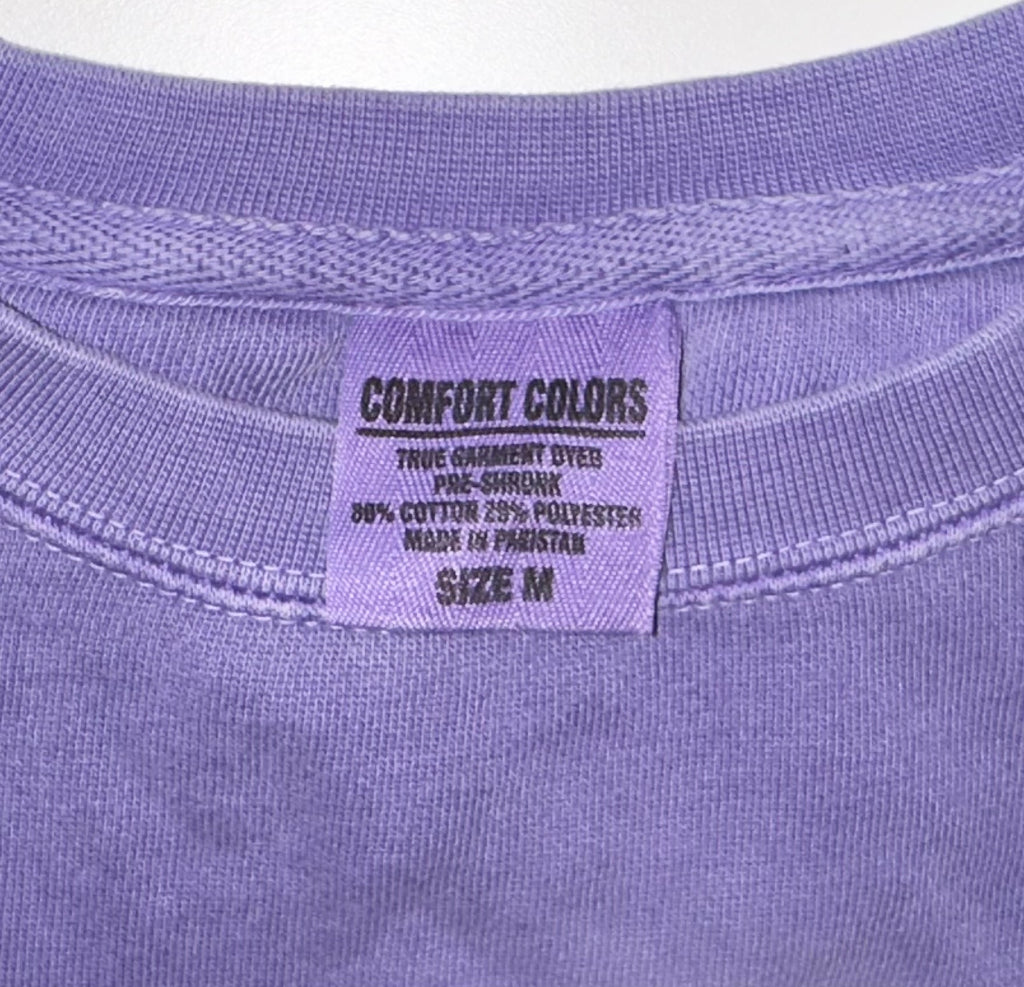 COMFORT COLORS
TRUE GARMENT DYED
PRE-SHRUNK
80% COTTON 20% POLYESTER
MADE IN PAKISTAN
SIZE M